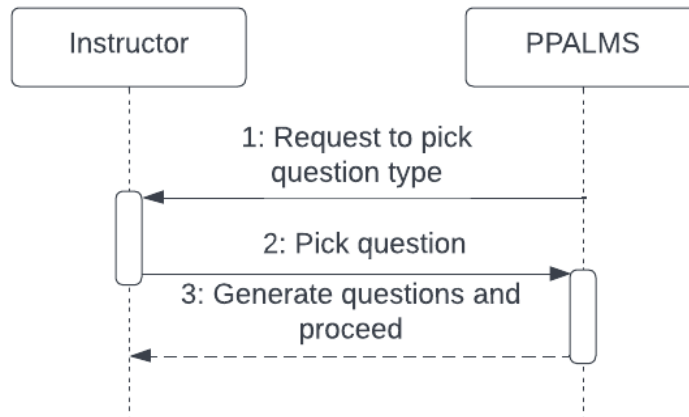 Instructor
PPALMS
1: Request to pick
question type
2: Pick question
3: Generate questions and
proceed